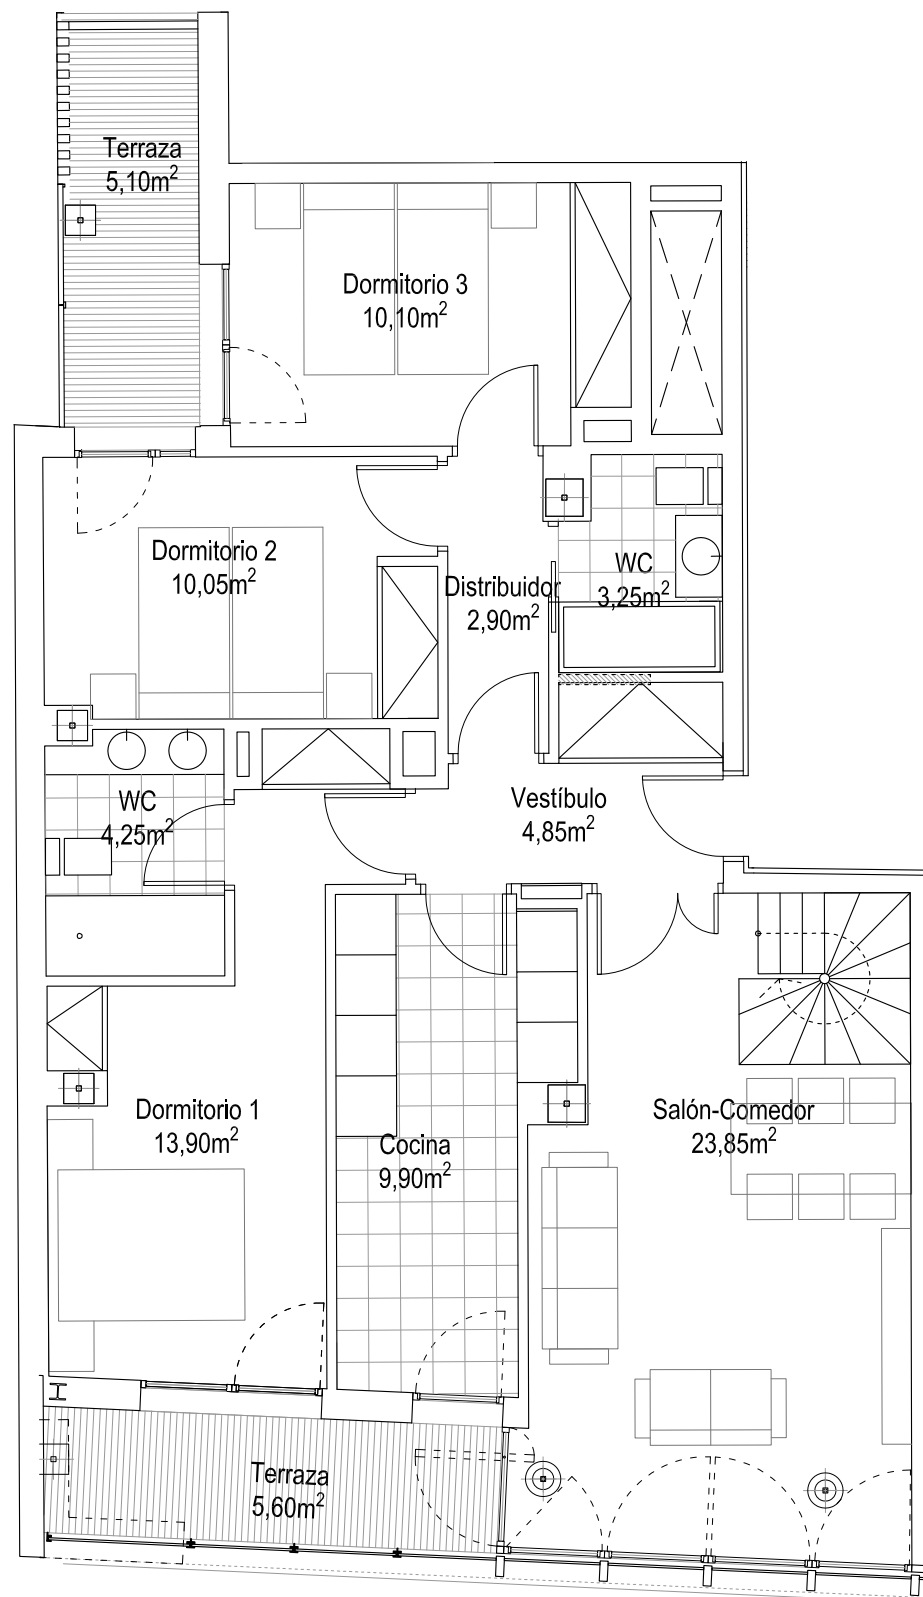 Terraza
5,10m²
Dormitorio 3
10,10m²
Dormitorio 2
10,05m²
WC
3,25m²
Distribuidor
2,90m²
WC
4,25m²
Vestíbulo
4,85m²
Dormitorio 1
13,90m²
Cocina
9,90m²
Salón-Comedor
23,85m²
Terraza
5,60m²